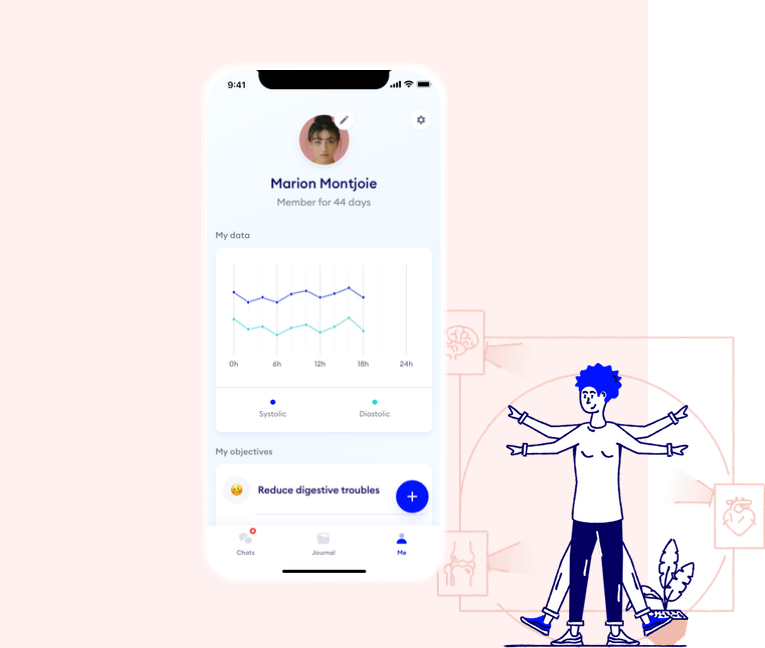 9:41
Marion Montjoie
Member for 44 days
My data
0h 6h 12h 18h 24h
Systolic Diastolic
My objectives
Reduce digestive troubles
Chats Journal Me